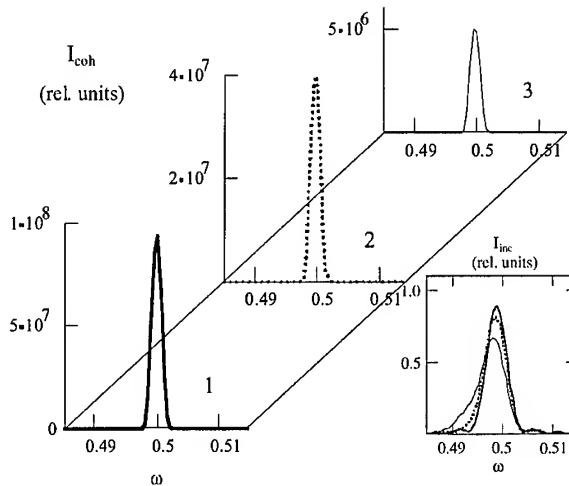 I_coh
(rel. units)
5▪10^6
3
0.49 0.5 0.51
4▪10^7
2▪10^7
2
0.49 0.5 0.51
1▪10^8
5▪10^7
0
1
0.49 0.5 0.51
ω
I_inc
(rel. units)
1.0
0.5
0.49 0.5 0.51
ω